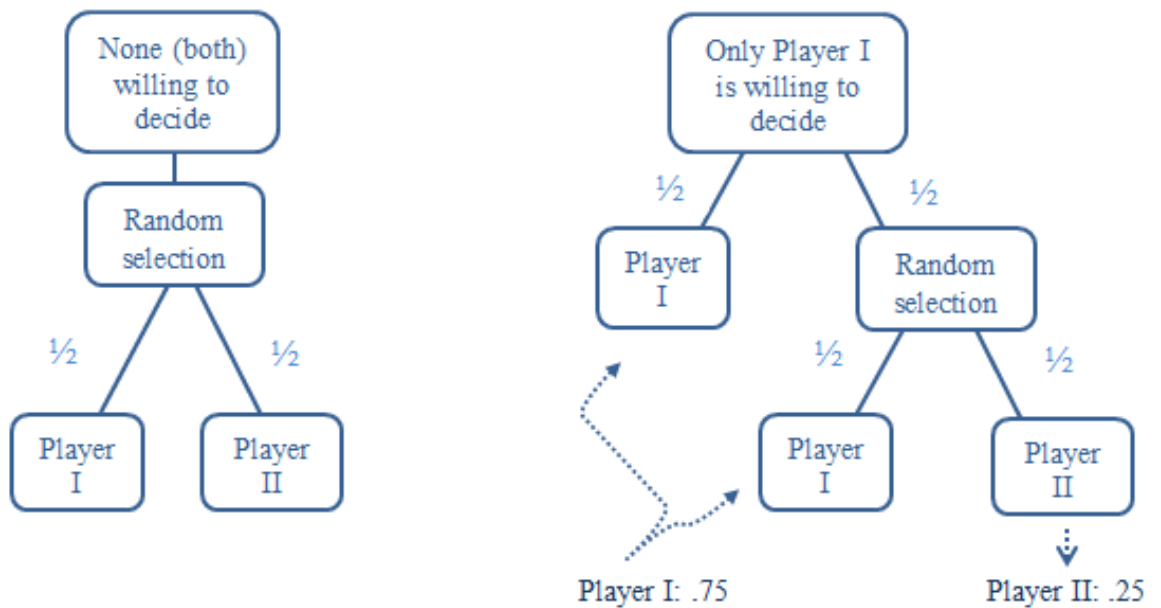 None (both)
willing to
decide
Random
selection
½
½
Player
I
Player
II
Only Player I
is willing to
decide
½
½
Player
I
Random
selection
½
½
Player
I
Player
II
Player I: .75
Player II: .25